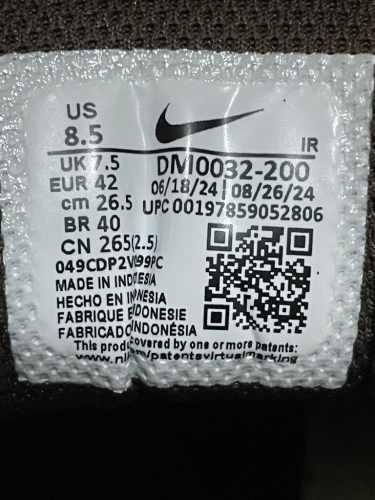 US
8.5
IR
UK 7.5 DM0032-200
EUR 42 06/18/24 | 08/26/24
cm 26.5 UPC 00197859052806
BR 40
CN 265(2.5)
MADE IN INDONESIA
HECHO EN INDONESIA
FABRIQUE EN INDONESIE
FABRICADO INDONÉSIA
This product covered by one or more patents: